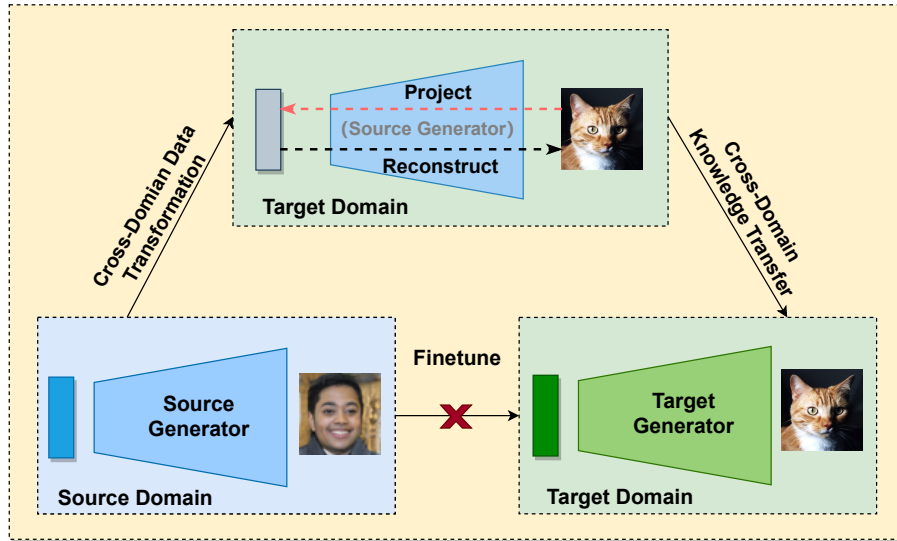 Project
(Source Generator)
Reconstruct
Target Domain
Cross-Domian Data
Transformation
Cross-Domain
Knowledge Transfer
Finetune
Source
Generator
Source Domain
Target
Generator
Target Domain